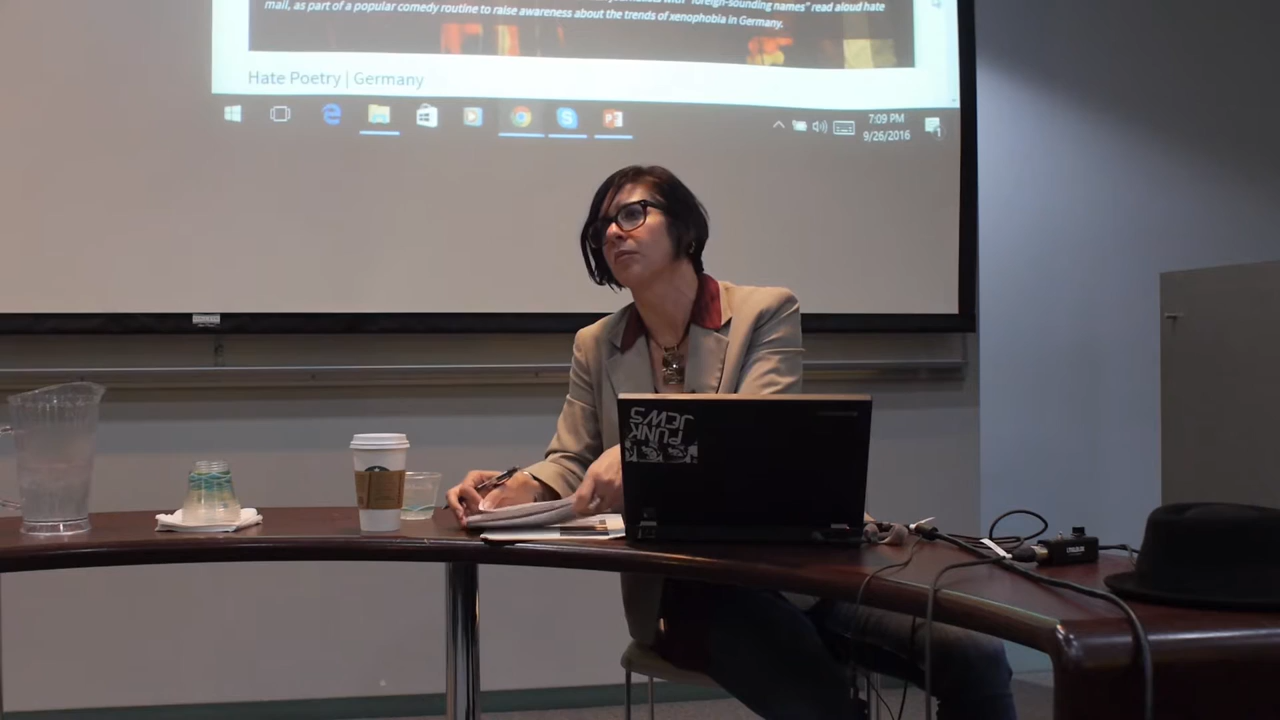 journalists with "foreign-sounding names" read aloud hate
mail, as part of a popular comedy routine to raise awareness about the trends of xenophobia in Germany.
Hate Poetry | Germany
7:09 PM
9/26/2016
PUNK
JEWS